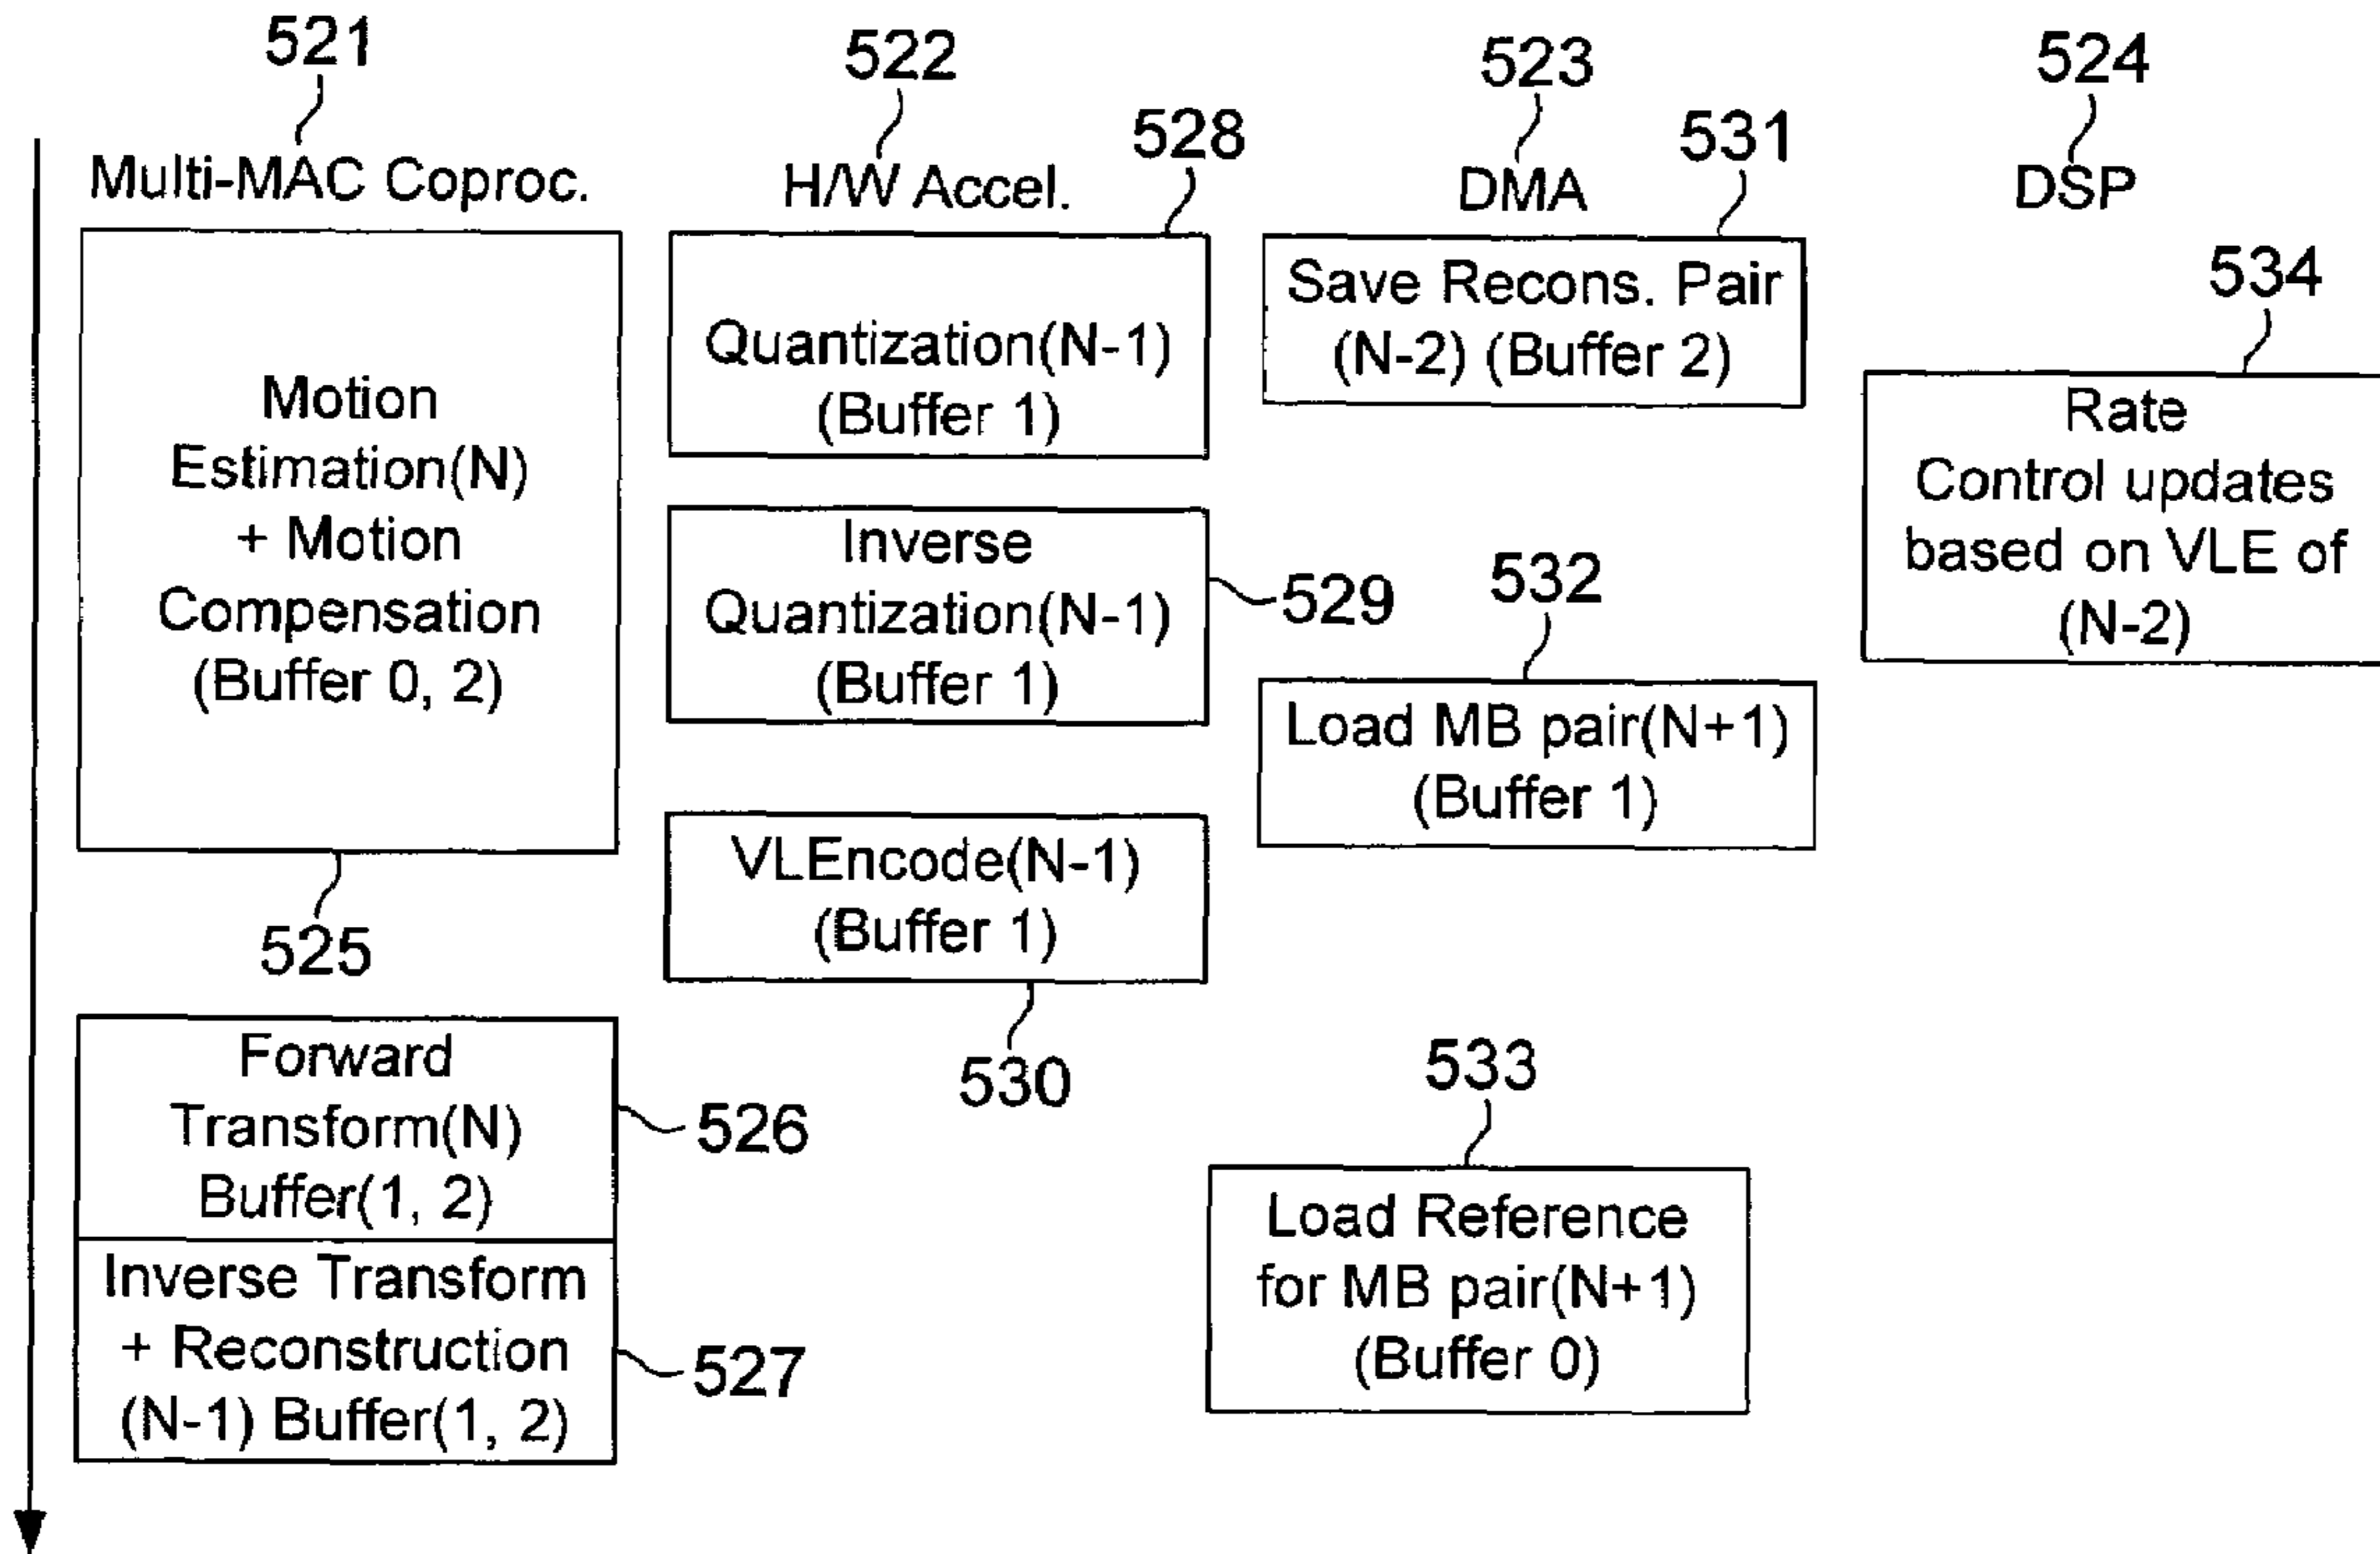 521
522
523
524
528
531
Multi-MAC Coproc.
H/W Accel.
DMA
DSP
534
Motion
Estimation(N)
+ Motion
Compensation
(Buffer 0, 2)
525
Quantization(N-1)
(Buffer 1)
Save Recons. Pair
(N-2) (Buffer 2)
Rate
Control updates
based on VLE of
(N-2)
Inverse
Quantization(N-1)
(Buffer 1)
529
532
Load MB pair(N+1)
(Buffer 1)
VLEncode(N-1)
(Buffer 1)
530
Forward
Transform(N)
Buffer(1, 2)
526
533
Load Reference
for MB pair(N+1)
(Buffer 0)
Inverse Transform
+ Reconstruction
(N-1) Buffer(1, 2)
527